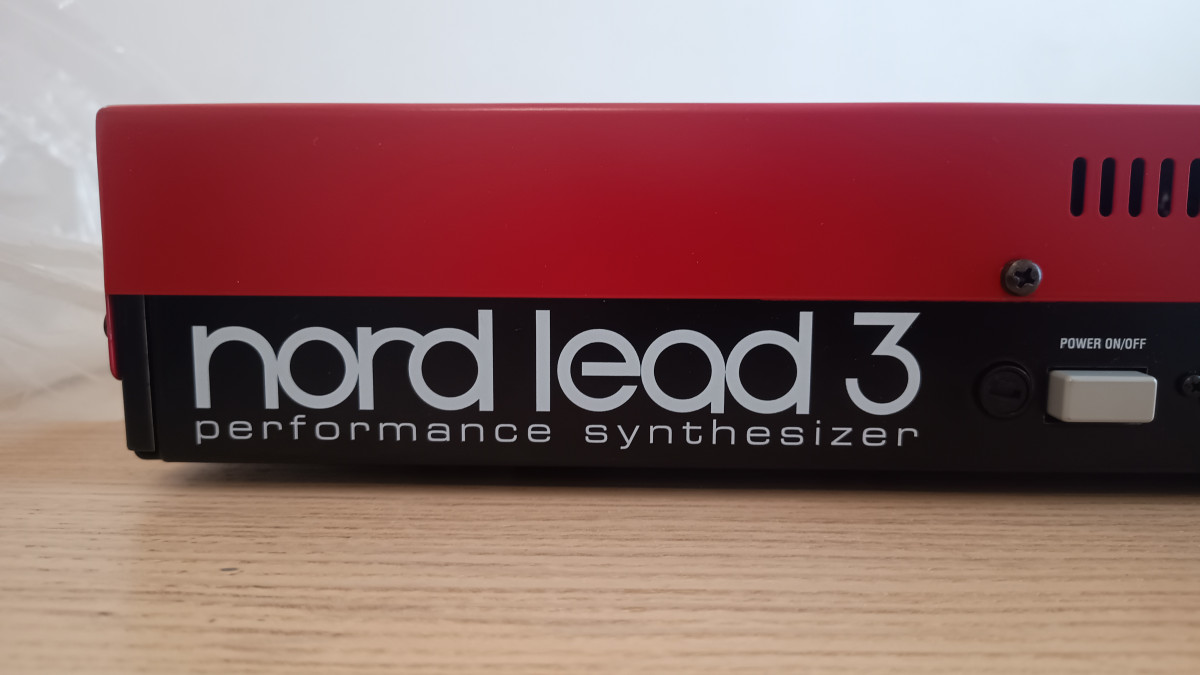 nord lead 3
performance synthesizer
POWER ON/OFF